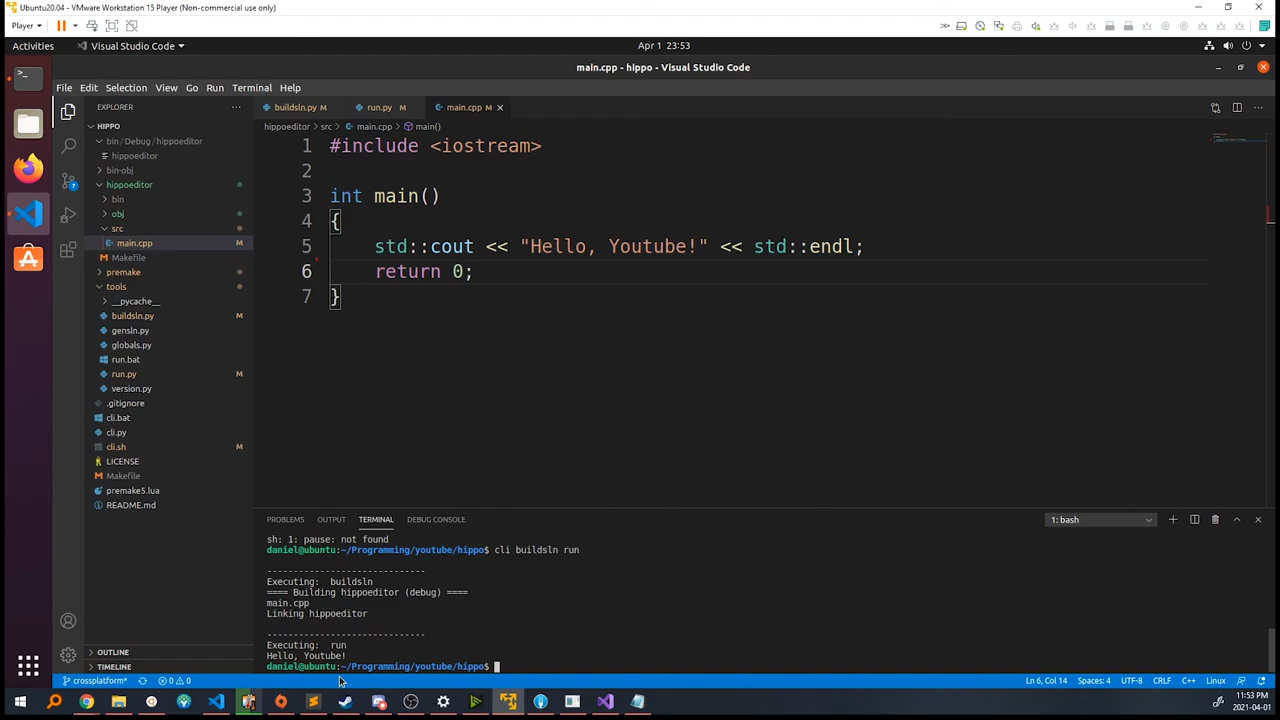 Ubuntu20.04 - VMware Workstation 15 Player (Non-commercial use only)
Player
Activities
Visual Studio Code
Apr 1 23:53
main.cpp - hippo - Visual Studio Code
File Edit Selection View Go Run Terminal Help
EXPLORER
buildsln.py M
run.py M
main.cpp M
HIPPO
hippoeditor > src > main.cpp > main()
bin/Debug/hippoeditor
hippoeditor
bin-obj
hippoeditor
bin
obj
src
main.cpp M
Makefile
premake
tools
__pycache__
buildsln.py M
gensln.py
globals.py
run.bat
run.py M
version.py
.gitignore
cli.bat
cli.py
cli.sh M
LICENSE
Makefile
premake5.lua
README.md
OUTLINE
TIMELINE
1 #include <iostream>
2
3 int main()
4 {
5 std::cout << "Hello, Youtube!" << std::endl;
6 return 0;
7 }
PROBLEMS OUTPUT TERMINAL DEBUG CONSOLE
1: bash
sh: 1: pause: not found
daniel@ubuntu:~/Programming/youtube/hippo$ cli buildsln run
-----------------------------
Executing: buildsln
==== Building hippoeditor (debug) ====
main.cpp
Linking hippoeditor
-----------------------------
Executing: run
Hello, Youtube!
daniel@ubuntu:~/Programming/youtube/hippo$
crossplatform* 0 0
Ln 6, Col 14 Spaces: 4 UTF-8 CRLF C++ Linux
11:53 PM
2021-04-01